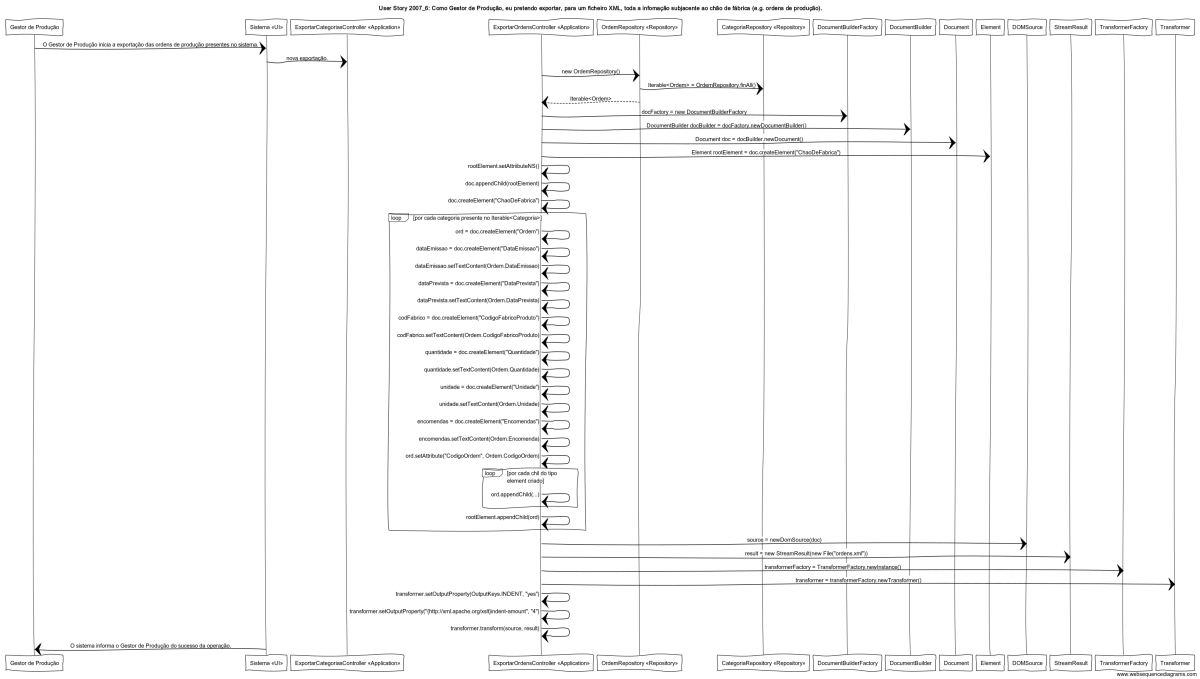 User Story 2007_6: Como Gestor de Produção, eu pretendo exportar, para um ficheiro XML, toda a infomação subjacente ao chão de fábrica (e.g. ordens de produção).
Gestor de Produção
Sistema «UI»
ExportarCategoriasController «Application»
ExportarOrdensController «Application»
OrdemRepository «Repository»
CategoriaRepository «Repository»
DocumentBuilderFactory
DocumentBuilder
Document
Element
DOMSource
StreamResult
TransformerFactory
Transformer
O Gestor de Produção inicia a exportação das ordens de produção presentes no sistema.
nova exportação.
new OrdemRepository()
Iterable<Ordem> = OrdemRepository.finAll()
Iterable<Ordem>
docFactory = new DocumentBuilderFactory
DocumentBuilder docBuilder = docFactory.newDocumentBuilder()
Document doc = docBuilder.newDocument()
Element rootElement = doc.createElement("ChaoDeFabrica")
rootElement.setAttributeNS()
doc.appendChild(rootElement)
doc.createElement("ChaoDeFabrica")
loop
[por cada categoria presente no Iterable<Categoria>]
ord = doc.createElement("Ordem")
dataEmissao = doc.createElement("DataEmissao")
dataEmissao.setTextContent(Ordem.DataEmissao)
dataPrevista = doc.createElement("DataPrevista")
dataPrevista.setTextContent(Ordem.DataPrevista)
codFabrico = doc.createElement("CodigoFabricoProduto")
codFabrico.setTextContent(Ordem.CodigoFabricoProduto)
quantidade = doc.createElement("Quantidade")
quantidade.setTextContent(Ordem.Quantidade)
unidade = doc.createElement("Unidade")
unidade.setTextContent(Ordem.Unidade)
encomendas = doc.createElement("Encomendas")
encomendas.setTextContent(Ordem.Encomenda)
ord.setAttribute("CodigoOrdem", Ordem.CodigoOrdem)
loop
[por cada chil do tipo
element criado]
ord.appendChild(...)
rootElement.appendChild(ord)
source = newDomSource(doc)
result = new StreamResult(new File("ordens.xml"))
transformerFactory = TransformerFactory.newInstance()
transformer = transformerFactory.newTransformer()
transformer.setOutputProperty(OutputKeys.INDENT, "yes")
transformer.setOutputProperty("{http://xml.apache.org/xslt}indent-amount", "4")
transformer.transform(source, result)
O sistema informa o Gestor de Produção do sucesso da operação.
Gestor de Produção
Sistema «UI»
ExportarCategoriasController «Application»
ExportarOrdensController «Application»
OrdemRepository «Repository»
CategoriaRepository «Repository»
DocumentBuilderFactory
DocumentBuilder
Document
Element
DOMSource
StreamResult
TransformerFactory
Transformer
www.websequencediagrams.com